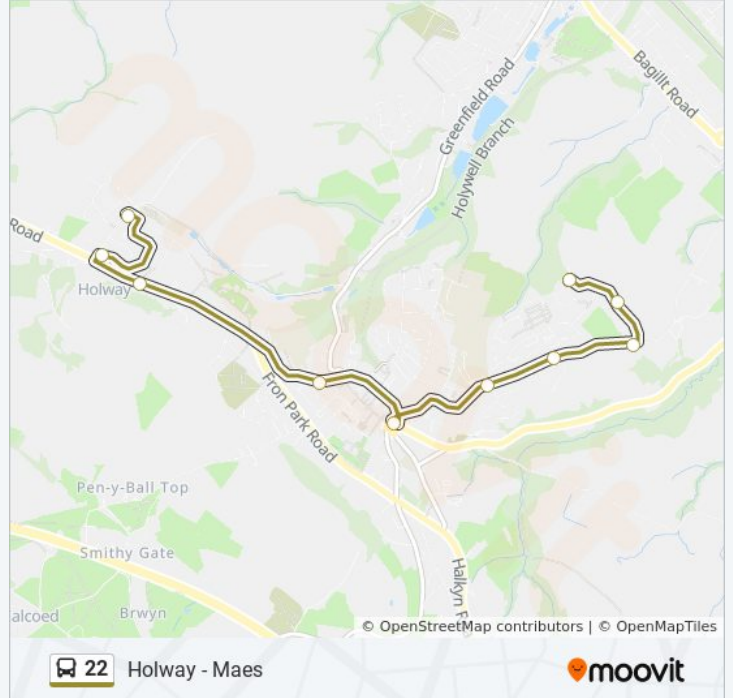 Bagillt Road
Greenfield Road
Holywell Branch
Road
Holway
Fron Park Road
Pen-y-Ball Top
Smithy Gate
Halkyn
alcoed
Brwyn
© OpenStreetMap contributors | © OpenMapTiles
22 Holway - Maes
moovit